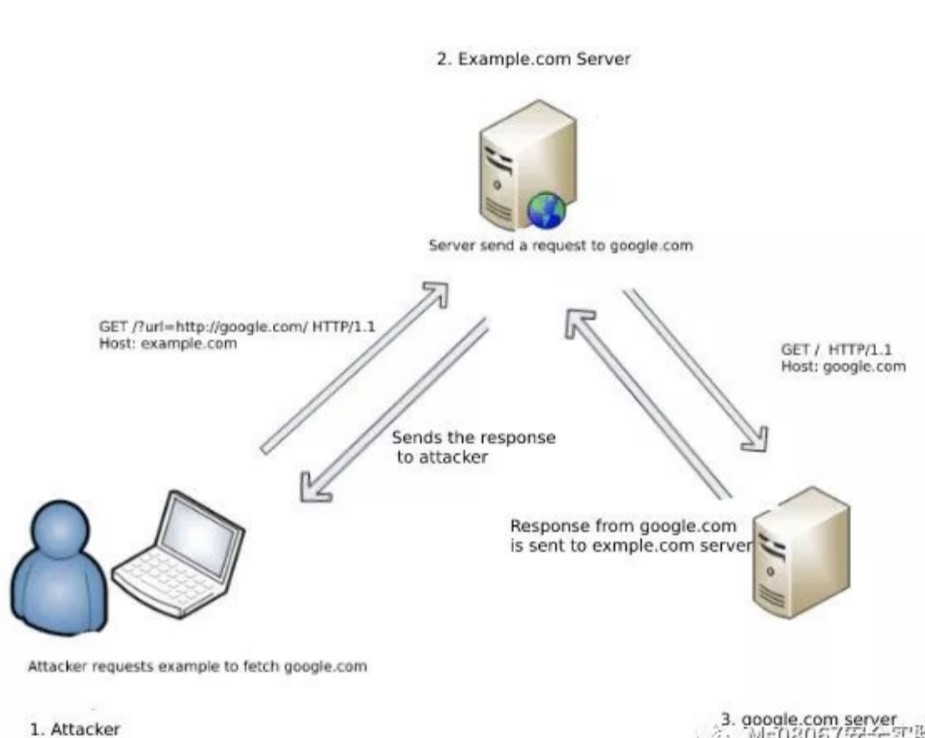 2. Example.com Server
Server send a request to google.com
GET /?url=http://google.com/ HTTP/1.1
Host: example.com
GET / HTTP/1.1
Host: google.com
Sends the response
to attacker
Response from google.com
is sent to exmple.com server
Attacker requests example to fetch google.com
1. Attacker
3. google.com server